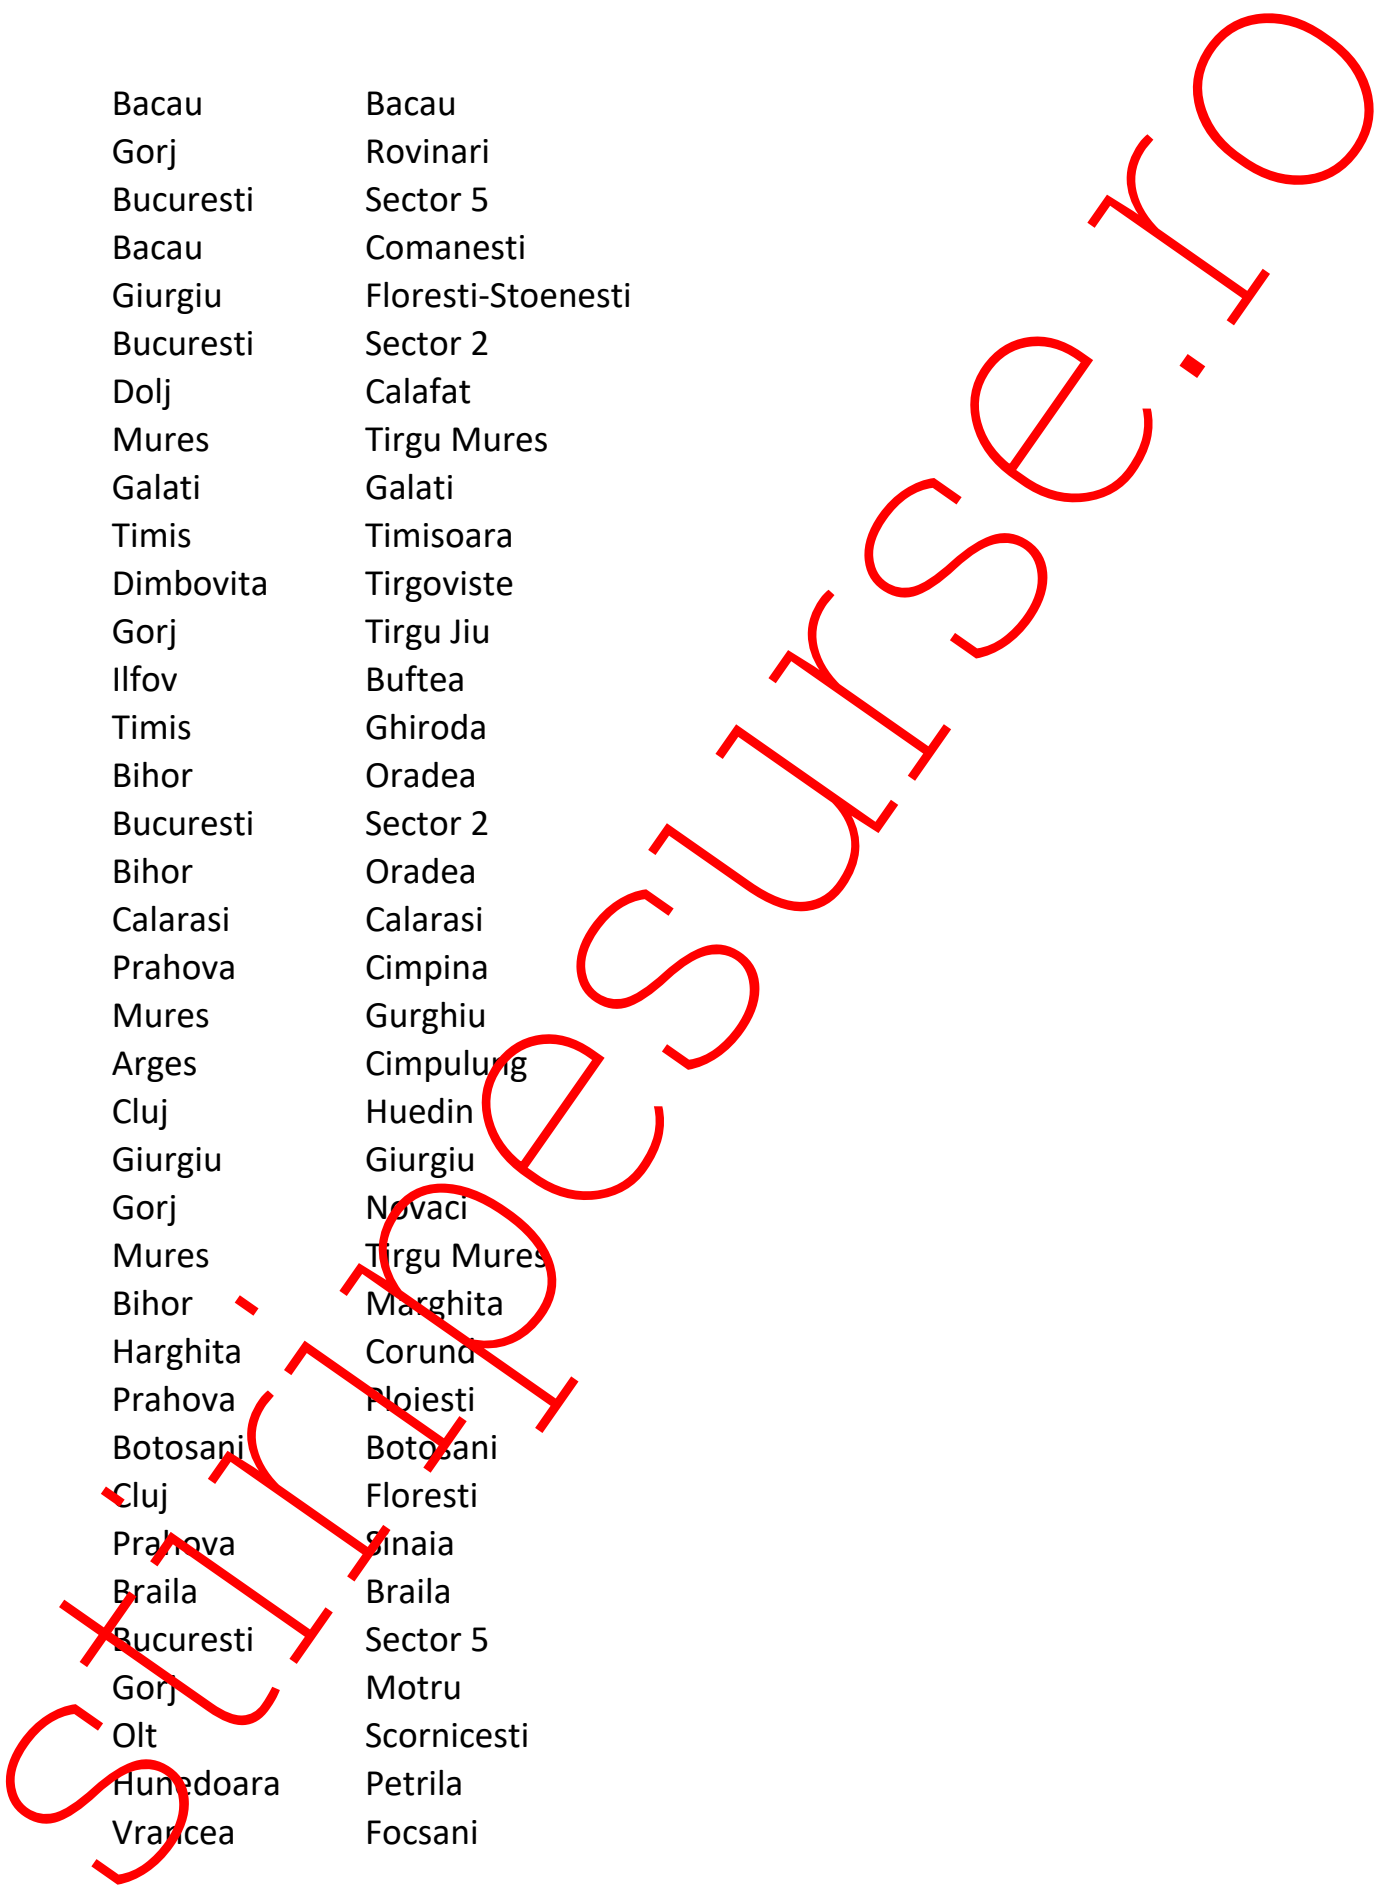 Bacau Bacau
Gorj Rovinari
Bucuresti Sector 5
Bacau Comanesti
Giurgiu Floresti-Stoenesti
Bucuresti Sector 2
Dolj Calafat
Mures Tirgu Mures
Galati Galati
Timis Timisoara
Dimbovita Tirgoviste
Gorj Tirgu Jiu
Ilfov Buftea
Timis Ghiroda
Bihor Oradea
Bucuresti Sector 2
Bihor Oradea
Calarasi Calarasi
Prahova Cimpina
Mures Gurghiu
Arges Cimpulung
Cluj Huedin
Giurgiu Giurgiu
Gorj Novaci
Mures Tirgu Mures
Bihor Marghita
Harghita Corund
Prahova Ploiesti
Botosani Botosani
Cluj Floresti
Prahova Sinaia
Braila Braila
Bucuresti Sector 5
Gorj Motru
Olt Scornicesti
Hunedoara Petrila
Vrancea Focsani
stiripesurse.ro